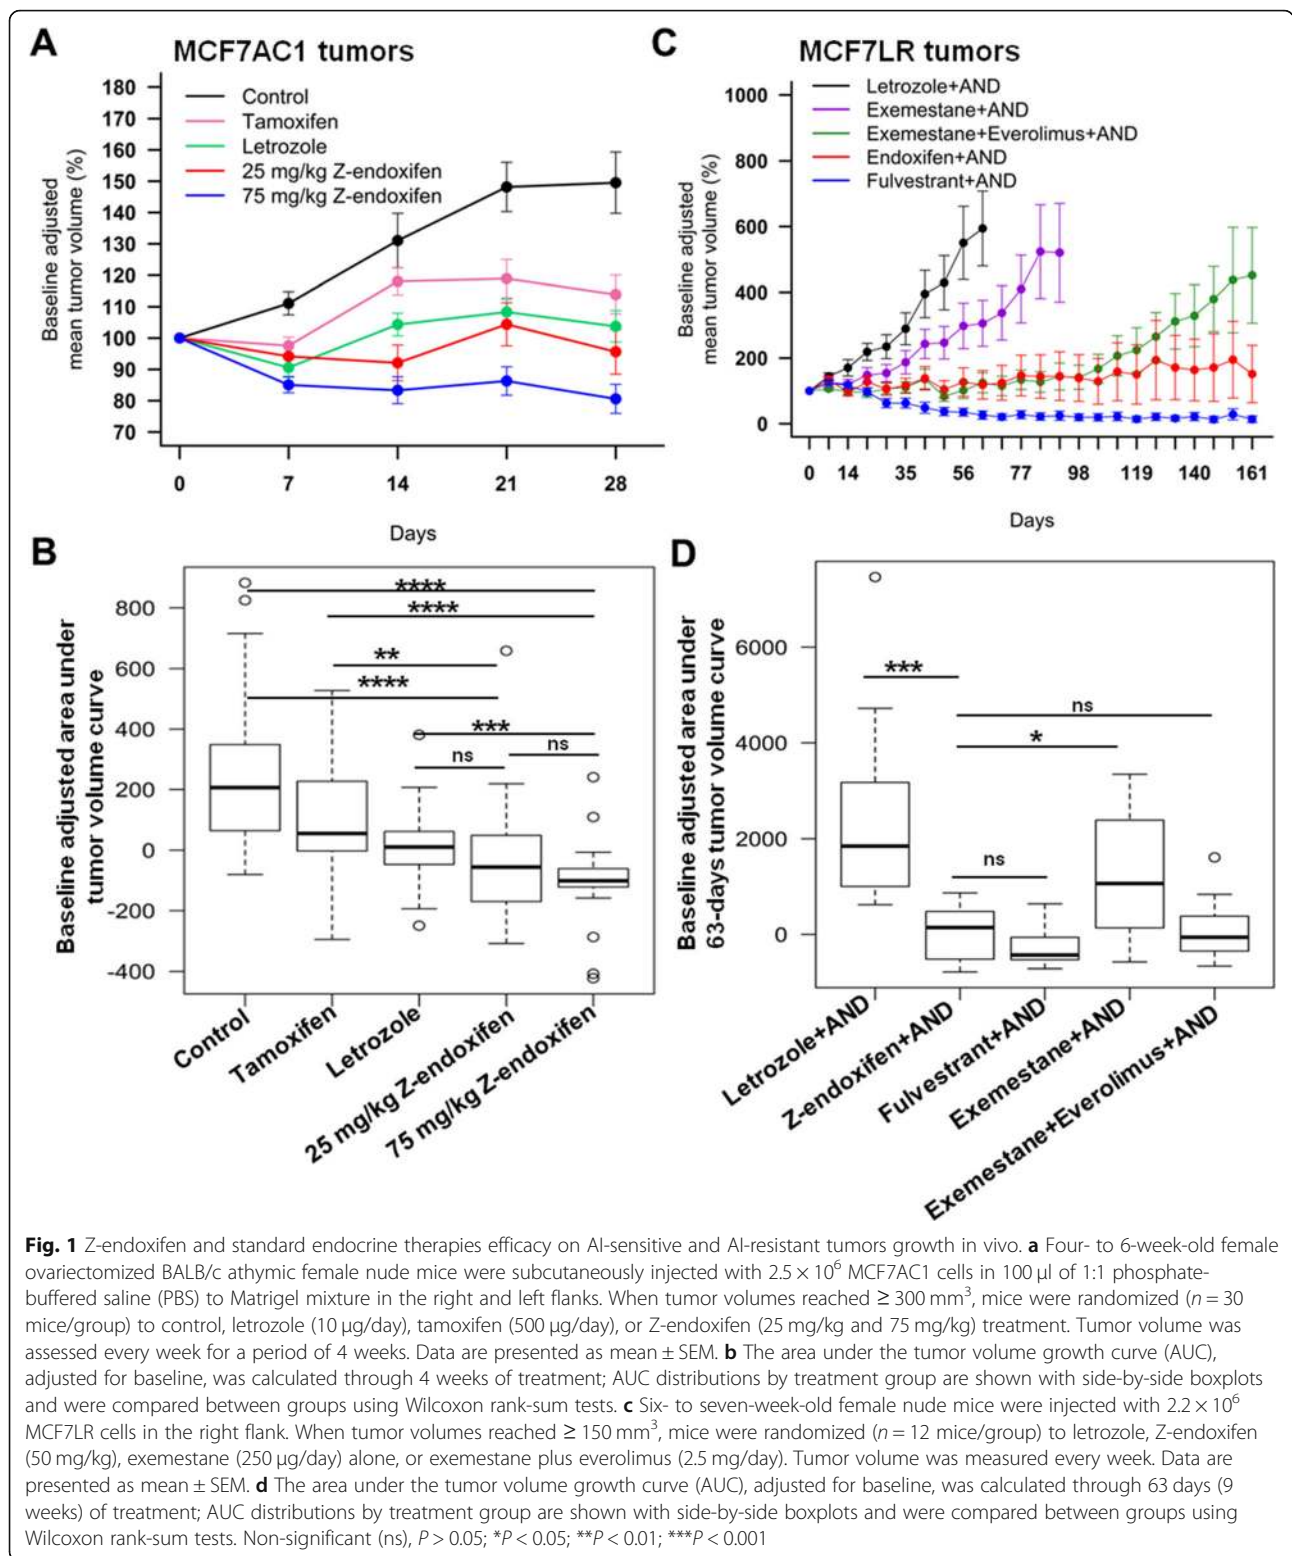 A
MCF7AC1 tumors
Baseline adjusted
mean tumor volume (%)
180
170
160
150
140
130
120
110
100
90
80
70
Control
Tamoxifen
Letrozole
25 mg/kg Z-endoxifen
75 mg/kg Z-endoxifen
0
7
14
21
28
Days
C
MCF7LR tumors
Baseline adjusted
mean tumor volume (%)
1000
800
600
400
200
0
Letrozole+AND
Exemestane+AND
Exemestane+Everolimus+AND
Endoxifen+AND
Fulvestrant+AND
0
14
35
56
77
98
119
140
161
Days
B
Baseline adjusted area under
tumor volume curve
800
600
400
200
0
-200
-400
****
****
**
****
***
ns
ns
Control
Tamoxifen
Letrozole
25 mg/kg Z-endoxifen
75 mg/kg Z-endoxifen
D
Baseline adjusted area under
63-days tumor volume curve
6000
4000
2000
0
***
ns
*
ns
Letrozole+AND
Z-endoxifen+AND
Fulvestrant+AND
Exemestane+AND
Exemestane+Everolimus+AND
Fig. 1 Z-endoxifen and standard endocrine therapies efficacy on AI-sensitive and AI-resistant tumors growth in vivo. a Four- to 6-week-old female
ovariectomized BALB/c athymic female nude mice were subcutaneously injected with 2.5 × 10⁶ MCF7AC1 cells in 100 μl of 1:1 phosphate-
buffered saline (PBS) to Matrigel mixture in the right and left flanks. When tumor volumes reached ≥ 300 mm³, mice were randomized (n = 30
mice/group) to control, letrozole (10 μg/day), tamoxifen (500 μg/day), or Z-endoxifen (25 mg/kg and 75 mg/kg) treatment. Tumor volume was
assessed every week for a period of 4 weeks. Data are presented as mean ± SEM. b The area under the tumor volume growth curve (AUC),
adjusted for baseline, was calculated through 4 weeks of treatment; AUC distributions by treatment group are shown with side-by-side boxplots
and were compared between groups using Wilcoxon rank-sum tests. c Six- to seven-week-old female nude mice were injected with 2.2 × 10⁶
MCF7LR cells in the right flank. When tumor volumes reached ≥ 150 mm³, mice were randomized (n = 12 mice/group) to letrozole, Z-endoxifen
(50 mg/kg), exemestane (250 μg/day) alone, or exemestane plus everolimus (2.5 mg/day). Tumor volume was measured every week. Data are
presented as mean ± SEM. d The area under the tumor volume growth curve (AUC), adjusted for baseline, was calculated through 63 days (9
weeks) of treatment; AUC distributions by treatment group are shown with side-by-side boxplots and were compared between groups using
Wilcoxon rank-sum tests. Non-significant (ns), P > 0.05; *P < 0.05; **P < 0.01; ***P < 0.001